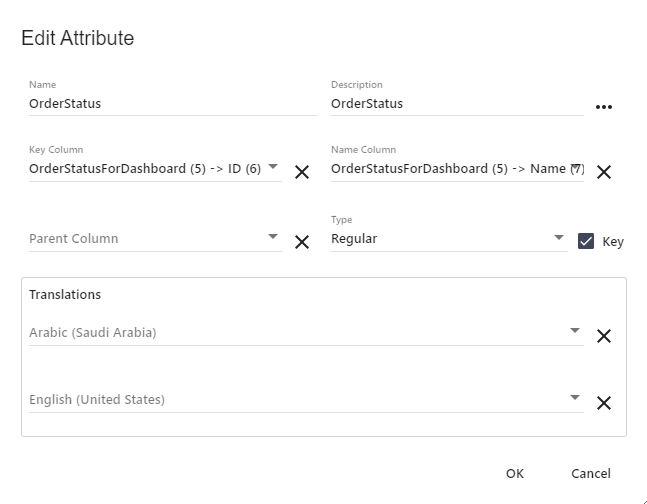 Edit Attribute
Name
Description
OrderStatus
OrderStatus
Key Column
Name Column
OrderStatusForDashboard (5) -> ID (6)
OrderStatusForDashboard (5) -> Name (7)
Type
Parent Column
Regular
Key
Translations
Arabic (Saudi Arabia)
English (United States)
OK
Cancel